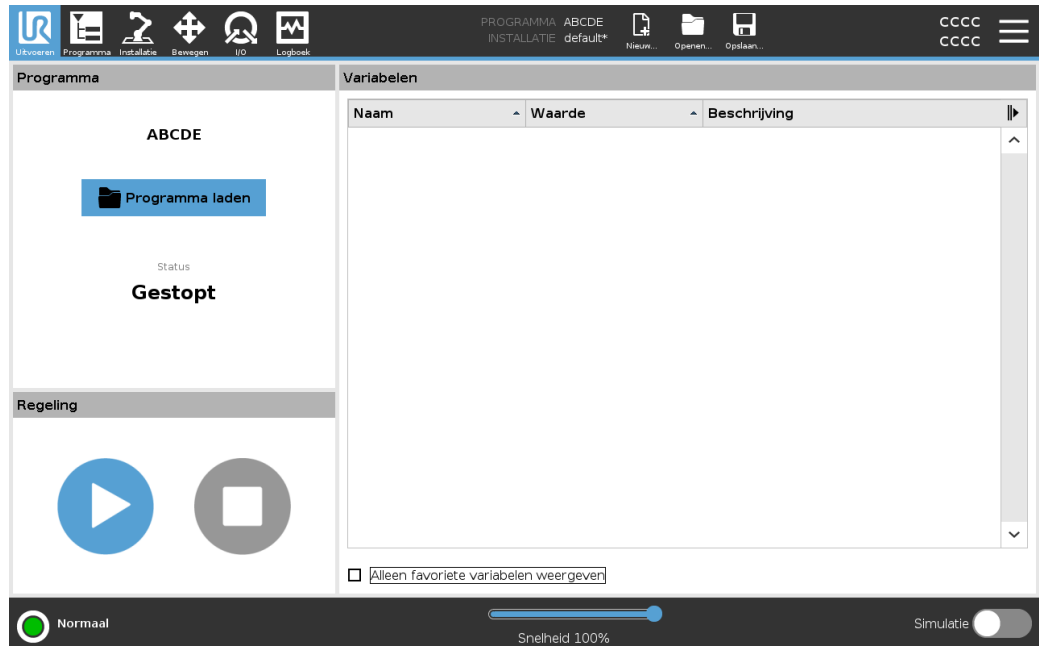 PROGRAMMA ABCDE
INSTALLATIE default*
CCCC
CCCC
Uitvoeren Programma Installatie Bewegen I/O Logboek Nieuw... Openen... Opslaan...
Programma
ABCDE
Programma laden
Status
Gestopt
Regeling
Variabelen
Naam Waarde Beschrijving
Alleen favoriete variabelen weergeven
Normaal
Snelheid 100%
Simulatie